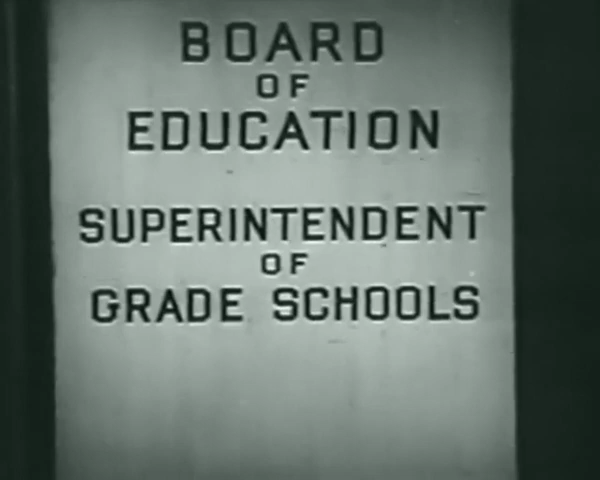 BOARD
OF
EDUCATION
SUPERINTENDENT
OF
GRADE SCHOOLS